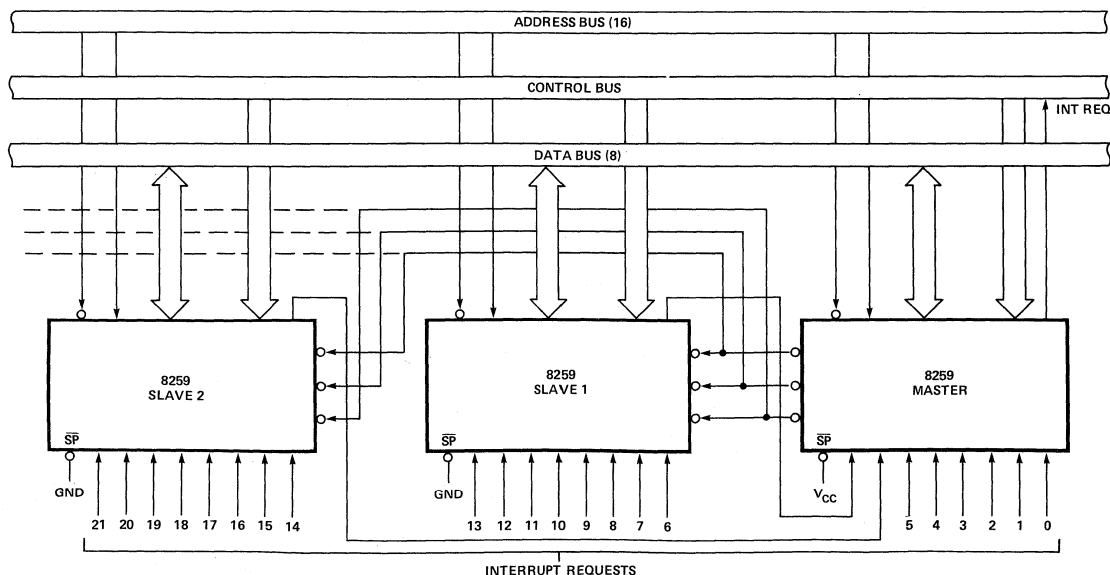 ADDRESS BUS (16)
CONTROL BUS
INT REQ
DATA BUS (8)
8259
SLAVE 2
8259
SLAVE 1
8259
MASTER
SP
SP
SP
GND
GND
VCC
21 20 19 18 17 16 15 14
13 12 11 10 9 8 7 6
5 4 3 2 1 0
INTERRUPT REQUESTS